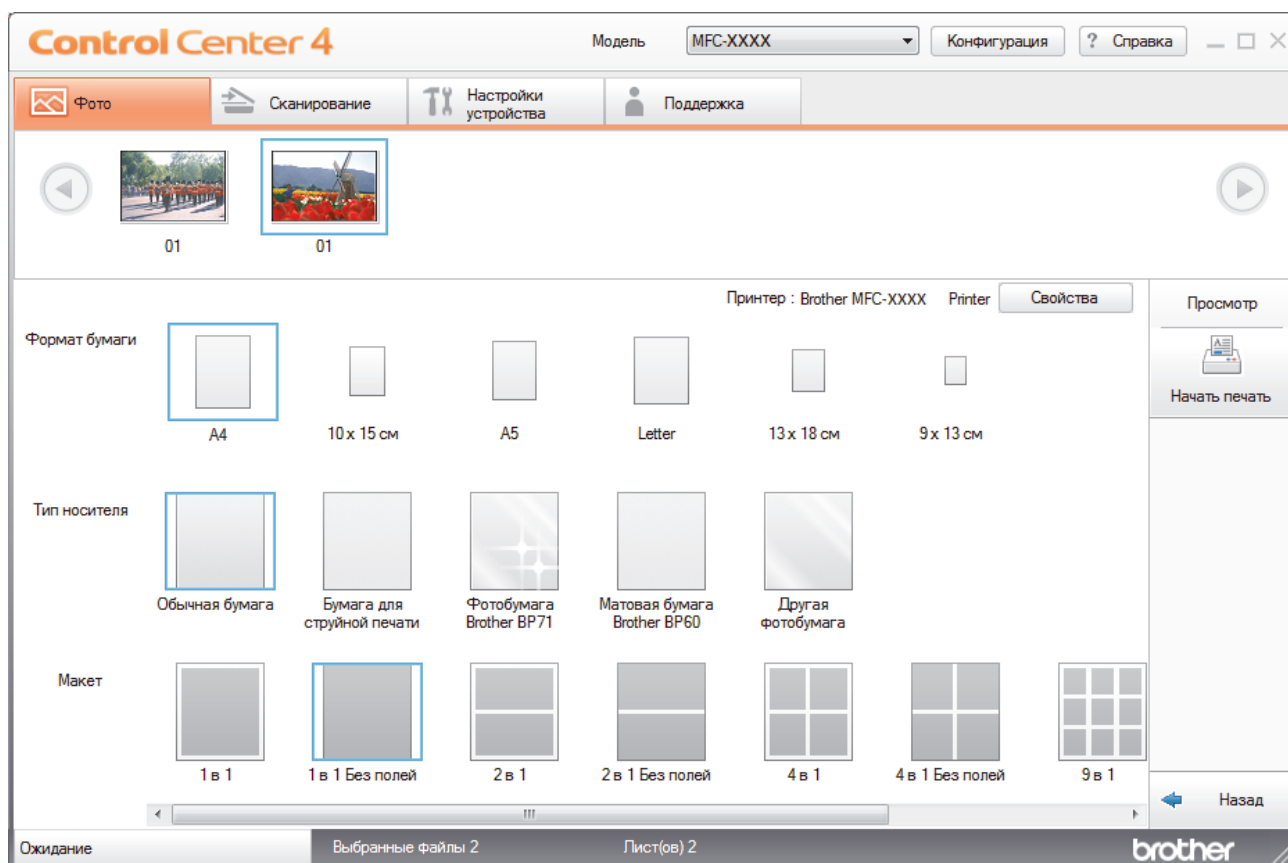 Control Center 4
Модель
MFC-XXXX
Конфигурация
? Справка
Фото
Сканирование
Настройки
устройства
Поддержка
01
01
Принтер : Brother MFC-XXXX Printer
Свойства
Просмотр
Начать печать
Формат бумаги
A4
10 x 15 см
A5
Letter
13 x 18 см
9 x 13 см
Тип носителя
Обычная бумага
Бумага для
струйной печати
Фотобумага
Brother BP71
Матовая бумага
Brother BP60
Другая
фотобумага
Макет
1 в 1
1 в 1 Без полей
2 в 1
2 в 1 Без полей
4 в 1
4 в 1 Без полей
9 в 1
Назад
Ожидание
Выбранные файлы 2
Лист(ов) 2
brother